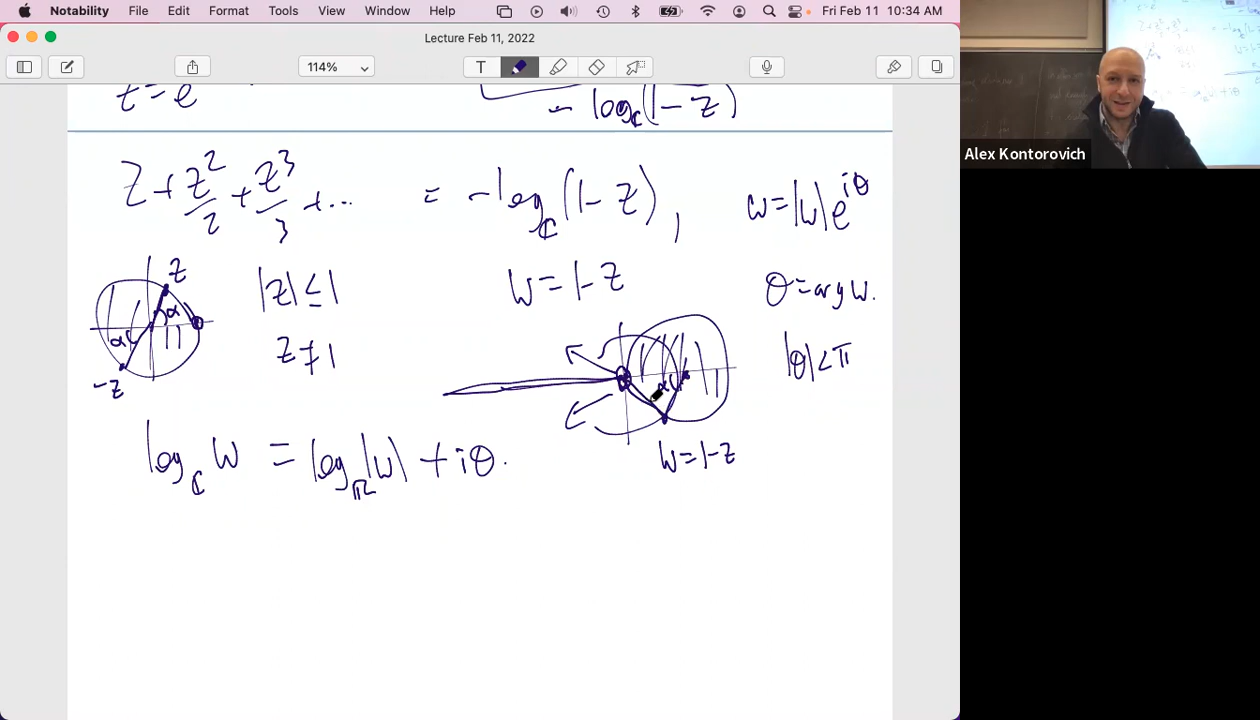 Notability File Edit Format Tools View Window Help Fri Feb 11 10:34 AM
Lecture Feb 11, 2022
114% T
t=e
~ log_ℂ(1-z)
z + z²/2 + z³/3 + ... = -log_ℂ(1-z), w=|w|e^{iθ}
z
|z| ≤ 1
w = 1-z
θ=arg w.
α
α
z≠1
|θ|<π
-z
α
log_ℂ w = log_ℝ|w| + iθ.
w=1-z
Alex Kontorovich